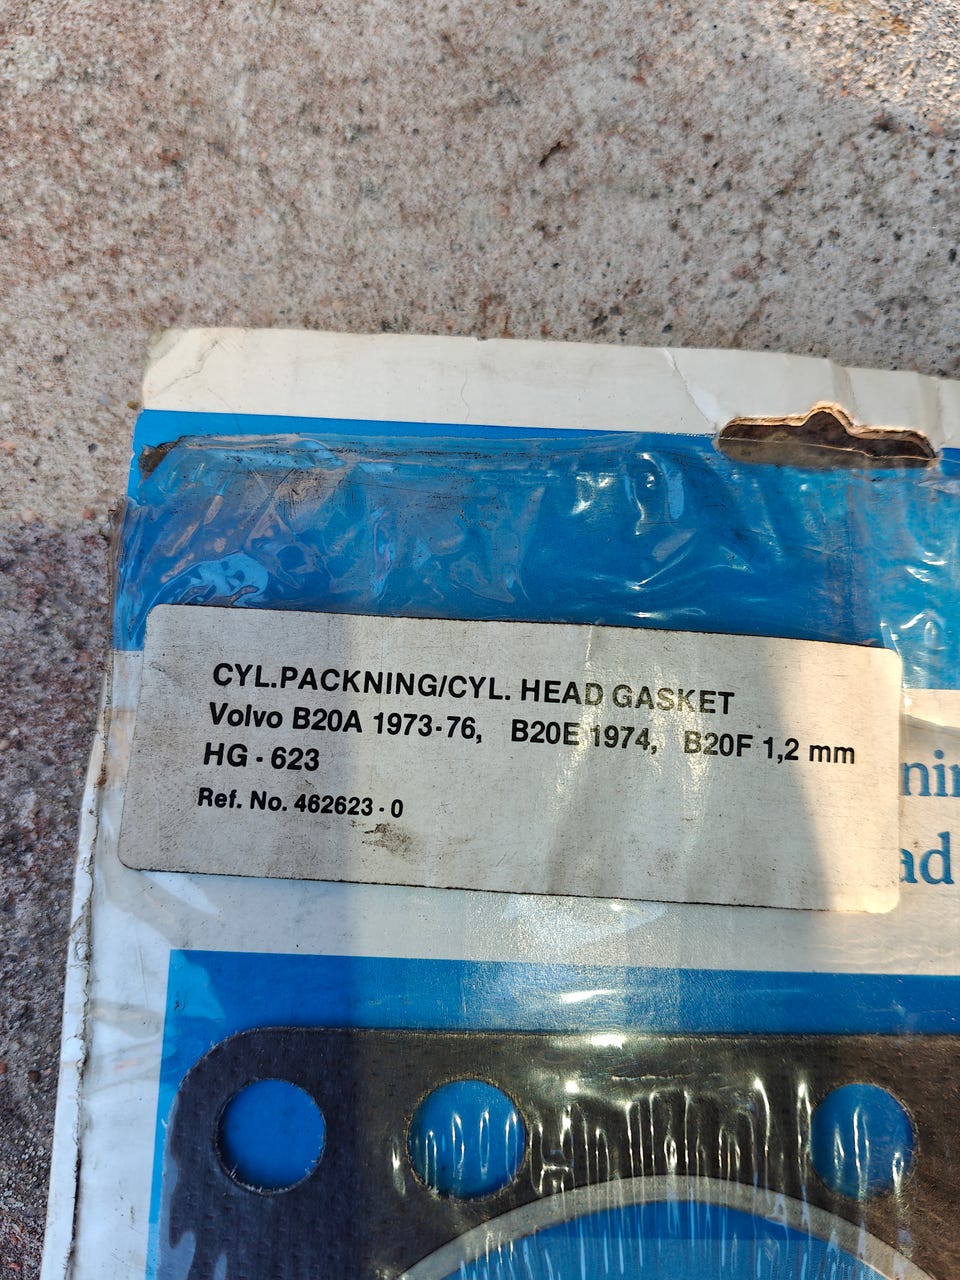 CYL.PACKNING/CYL. HEAD GASKET
Volvo B20A 1973-76, B20E 1974, B20F 1,2 mm
HG - 623
Ref. No. 462623 - 0